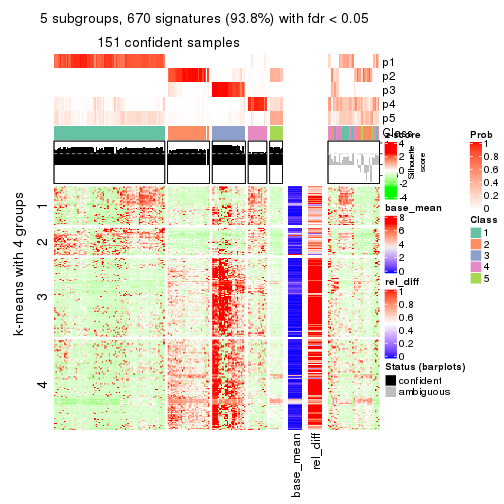 5 subgroups, 670 signatures (93.8%) with fdr < 0.05
151 confident samples
p1
p2
p3
p4
p5
Class
Silhouette
score
k-means with 4 groups
1
2
3
4
base_mean
rel_diff
z-score
4
2
0
-2
-4
base_mean
8
6
4
2
0
rel_diff
1
0.8
0.6
0.4
0.2
0
Status (barplots)
confident
ambiguous
Prob
1
0.8
0.6
0.4
0.2
0
Class
1
2
3
4
5